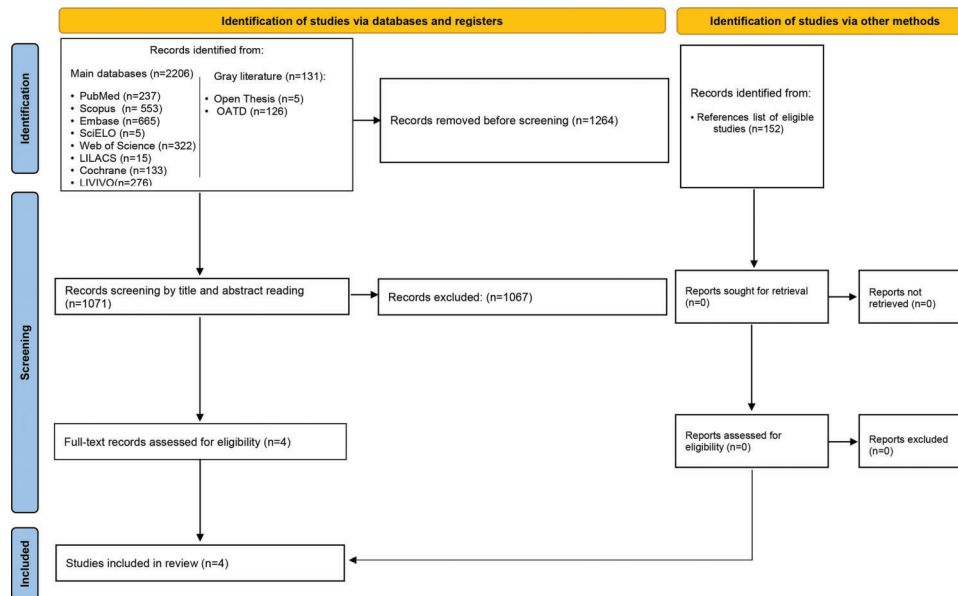 Identification of studies via databases and registers
Identification of studies via other methods
Identification
Records identified from:
Main databases (n=2206)
• PubMed (n=237)
• Scopus (n= 553)
• Embase (n=665)
• SciELO (n=5)
• Web of Science (n=322)
• LILACS (n=15)
• Cochrane (n=133)
• LIVIVO(n=276)
Gray literature (n=131):
• Open Thesis (n=5)
• OATD (n=126)
Records removed before screening (n=1264)
Records identified from:
• References list of eligible
studies (n=152)
Screening
Records screening by title and abstract reading
(n=1071)
Records excluded: (n=1067)
Reports sought for retrieval
(n=0)
Reports not
retrieved (n=0)
Full-text records assessed for eligibility (n=4)
Reports assessed for
eligibility (n=0)
Reports excluded
(n=0)
Included
Studies included in review (n=4)